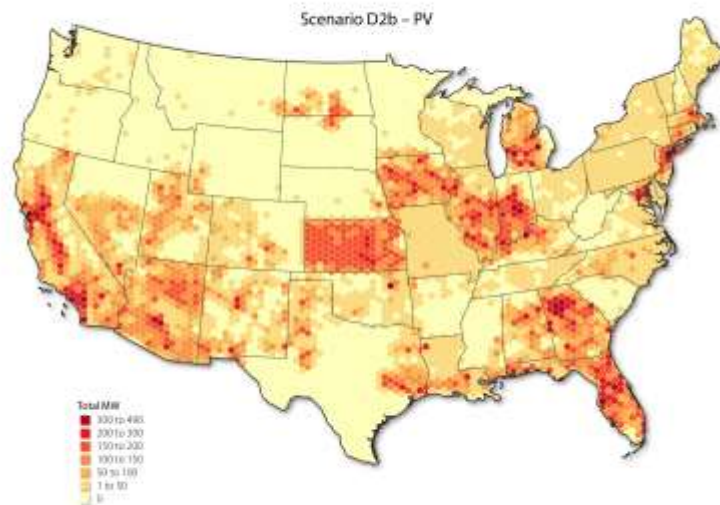 Scenario D2b – PV
Total MW
300 to 490
200 to 300
150 to 200
100 to 150
50 to 100
1 to 50
0